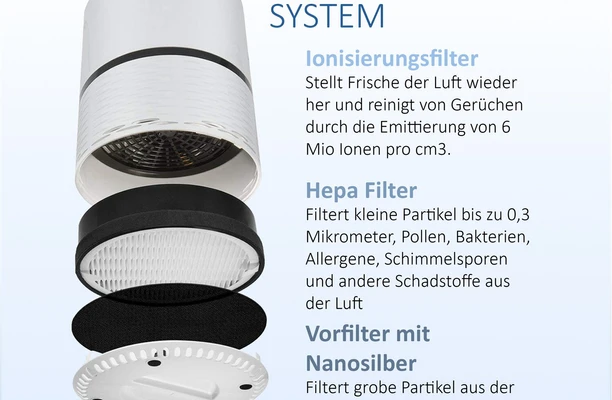 SYSTEM
Ionisierungsfilter
Stellt Frische der Luft wieder
her und reinigt von Gerüchen
durch die Emittierung von 6
Mio Ionen pro cm3.
Hepa Filter
Filtert kleine Partikel bis zu 0,3
Mikrometer, Pollen, Bakterien,
Allergene, Schimmelsporen
und andere Schadstoffe aus
der Luft
Vorfilter mit
Nanosilber
Filtert grobe Partikel aus der